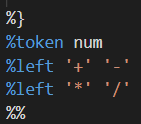 %}
%token num
%left '+' '-'
%left '*' '/'
%%